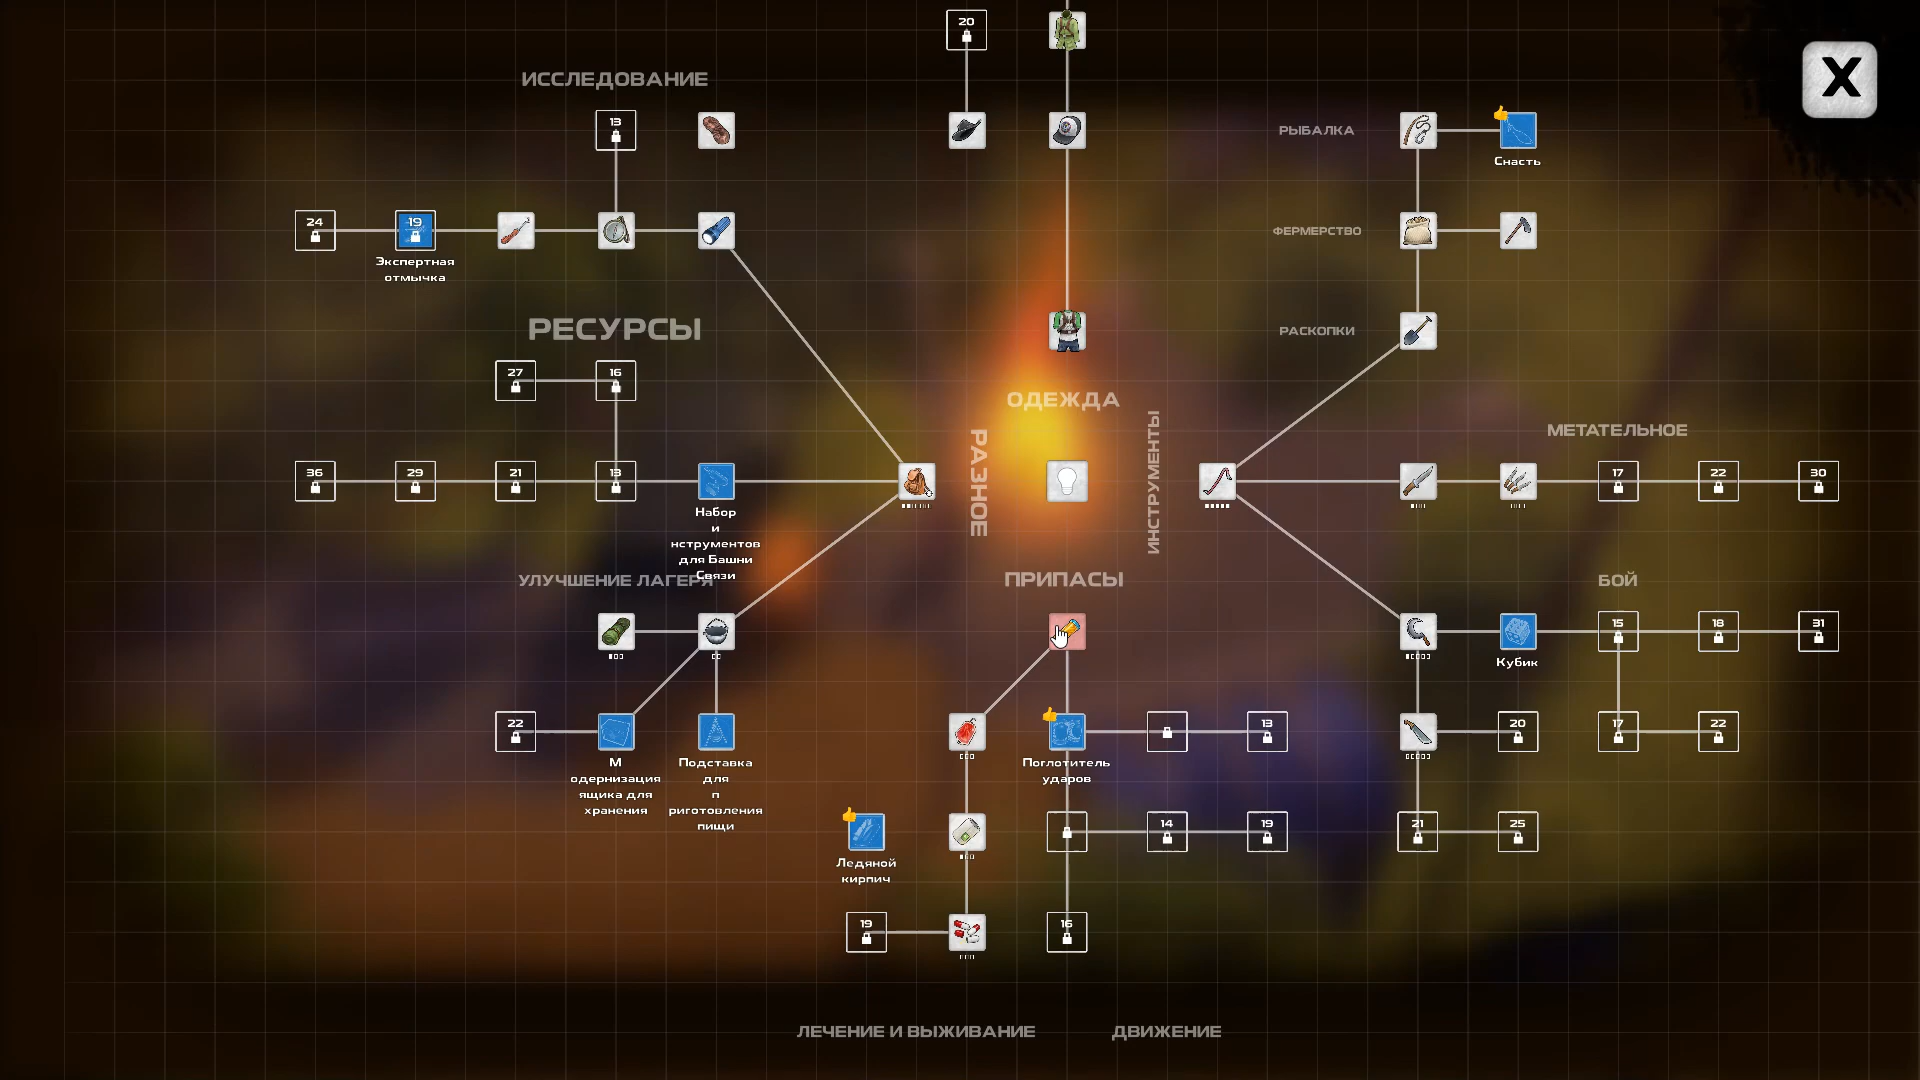 20
X
ИССЛЕДОВАНИЕ
13
РЫБАЛКА
Снасть
24
19
Экспертная
отмычка
ФЕРМЕРСТВО
РЕСУРСЫ
РАСКОПКИ
27
16
ОДЕЖДА
РАЗНОЕ
ИНСТРУМЕНТЫ
МЕТАТЕЛЬНОЕ
36
29
21
13
17
22
30
Набор
и
нструментов
для Башни
Связи
УЛУЧШЕНИЕ ЛАГЕРЯ
ПРИПАСЫ
БОЙ
Кубик
15
18
31
22
М
одернизация
ящика для
хранения
Подставка
для
п
риготовления
пищи
Поглотитель
ударов
13
20
17
22
Ледяной
кирпич
14
19
21
25
19
16
ЛЕЧЕНИЕ И ВЫЖИВАНИЕ
ДВИЖЕНИЕ